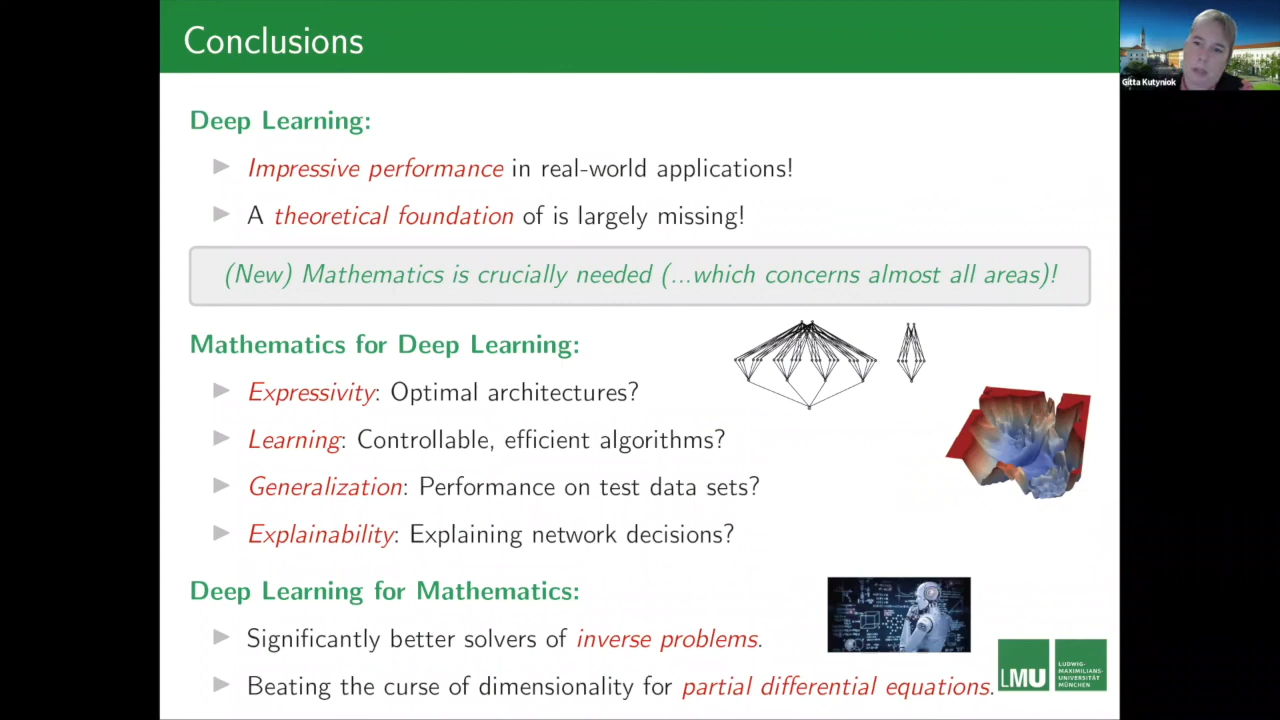 Conclusions
Gitta Kutyniok
Deep Learning:
Impressive performance in real-world applications!
A theoretical foundation of is largely missing!
(New) Mathematics is crucially needed (...which concerns almost all areas)!
Mathematics for Deep Learning:
Expressivity: Optimal architectures?
Learning: Controllable, efficient algorithms?
Generalization: Performance on test data sets?
Explainability: Explaining network decisions?
Deep Learning for Mathematics:
Significantly better solvers of inverse problems.
Beating the curse of dimensionality for partial differential equations.
LMU
LUDWIG-
MAXIMILIANS-
UNIVERSITÄT
MÜNCHEN